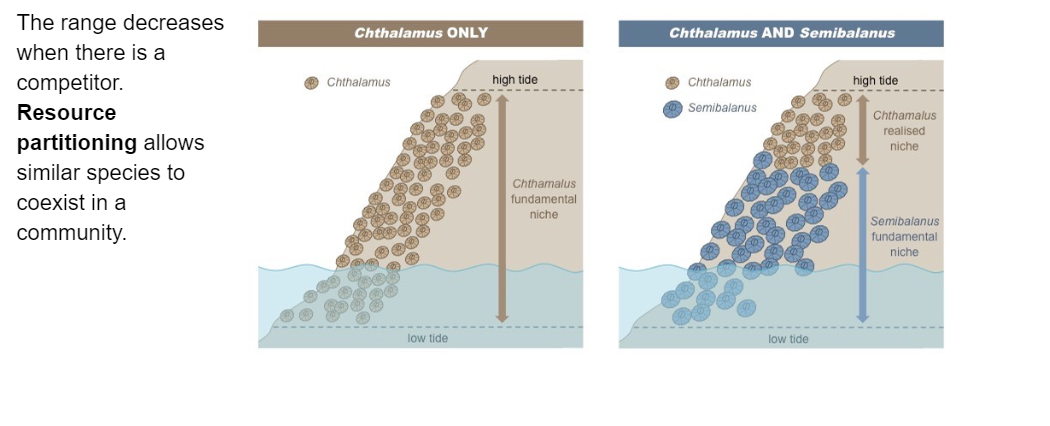 The range decreases
when there is a
competitor.
Resource
partitioning allows
similar species to
coexist in a
community.
Chthalamus ONLY
Chthalamus
high tide
Chthamalus
fundamental
niche
low tide
Chthalamus AND Semibalanus
Chthalamus
Semibalanus
high tide
Chthamalus
realised
niche
Semibalanus
fundamental
niche
low tide